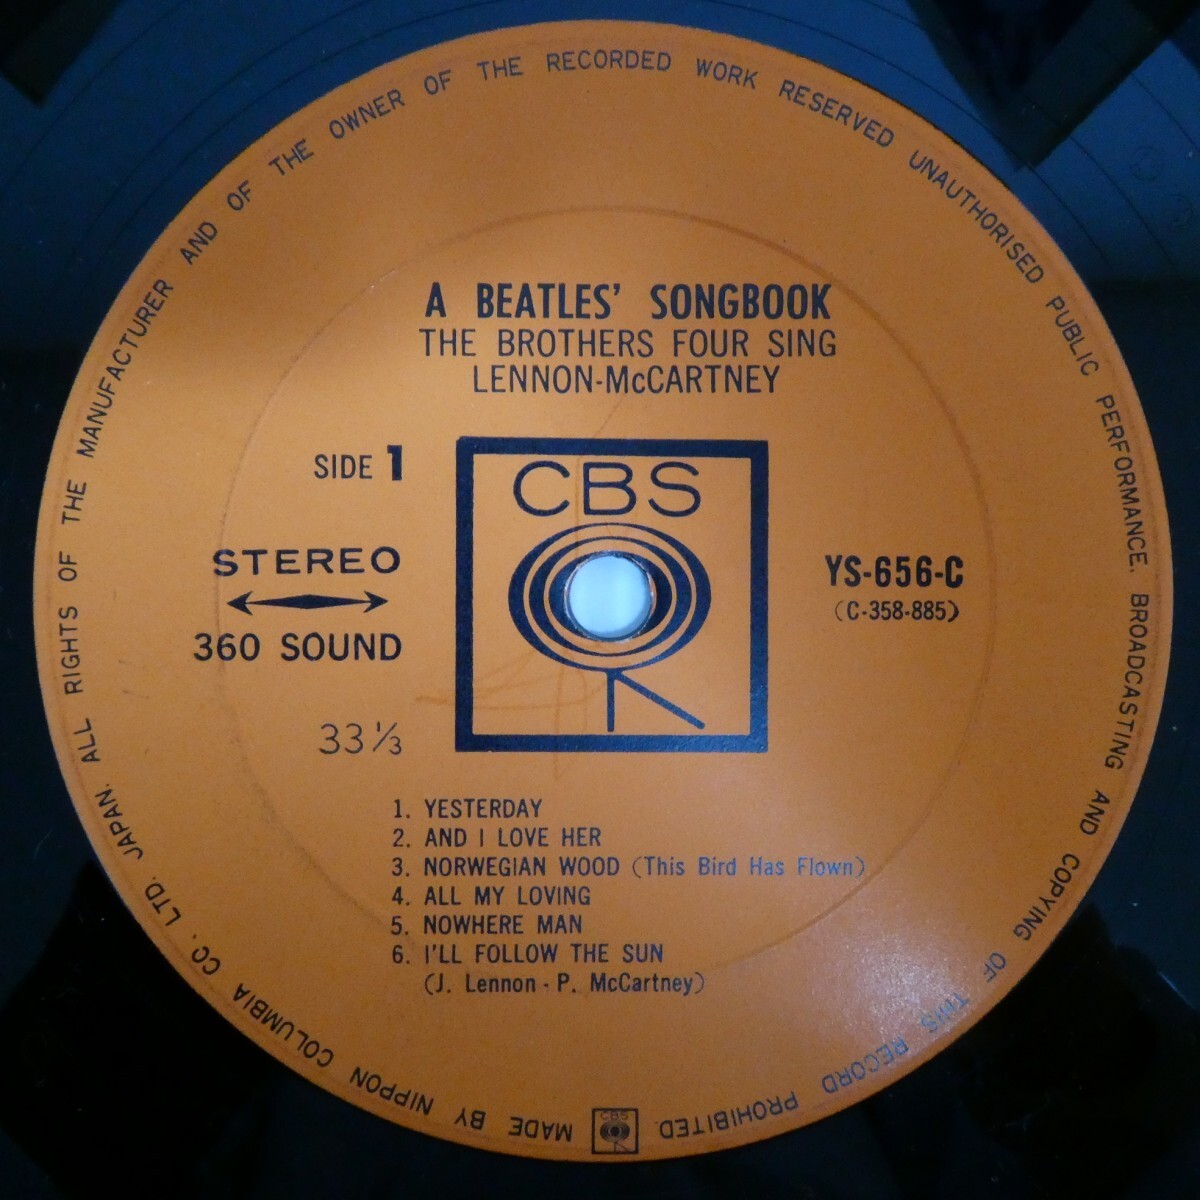 A BEATLES' SONGBOOK
THE BROTHERS FOUR SING
LENNON-McCARTNEY
SIDE 1
CBS
STEREO
360 SOUND
33 1/3
YS-656-C
(C-358-885)
1. YESTERDAY
2. AND I LOVE HER
3. NORWEGIAN WOOD (This Bird Has Flown)
4. ALL MY LOVING
5. NOWHERE MAN
6. I'LL FOLLOW THE SUN
(J. Lennon - P. McCartney)
MADE BY NIPPON COLUMBIA CO. LTD. JAPAN. ALL RIGHTS OF THE MANUFACTURER AND OF THE OWNER OF THE RECORDED WORK RESERVED UNAUTHORISED PUBLIC PERFORMANCE, BROADCASTING AND COPYING OF THIS RECORD PROHIBITED
CBS